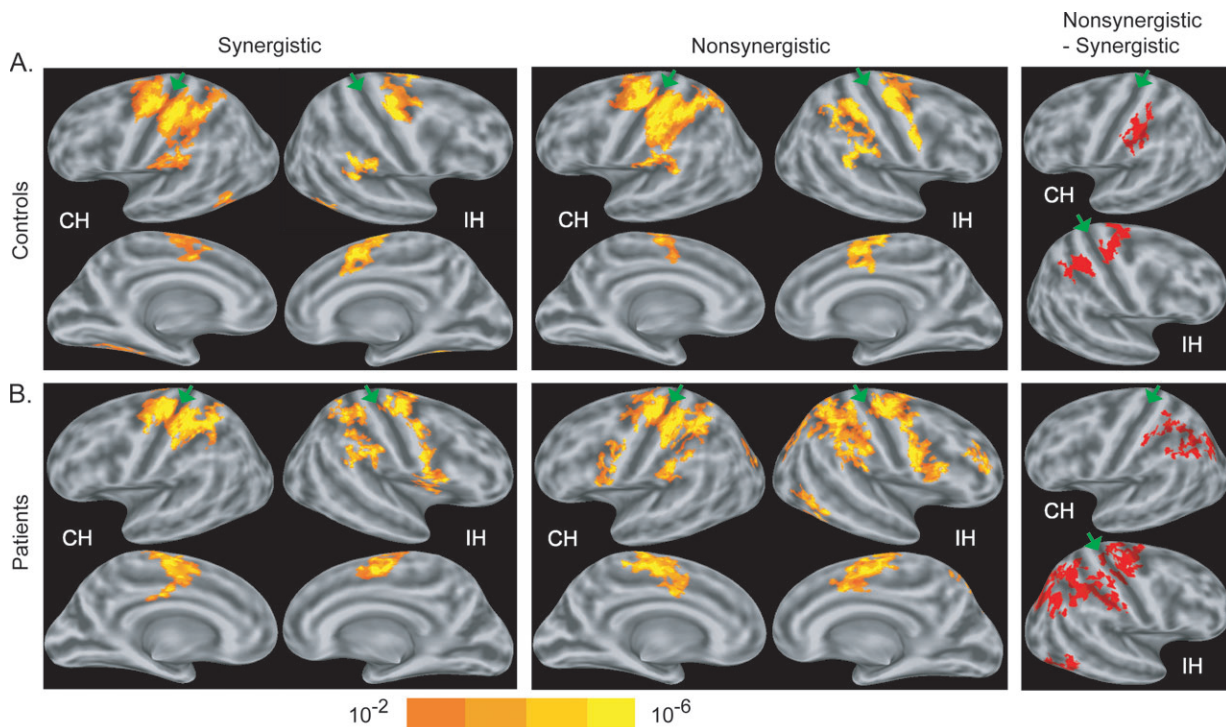 Synergistic
Nonsynergistic
Nonsynergistic
- Synergistic
A.
Controls
CH
IH
CH
IH
CH
IH
B.
Patients
CH
IH
CH
IH
CH
IH
10-2
10-6